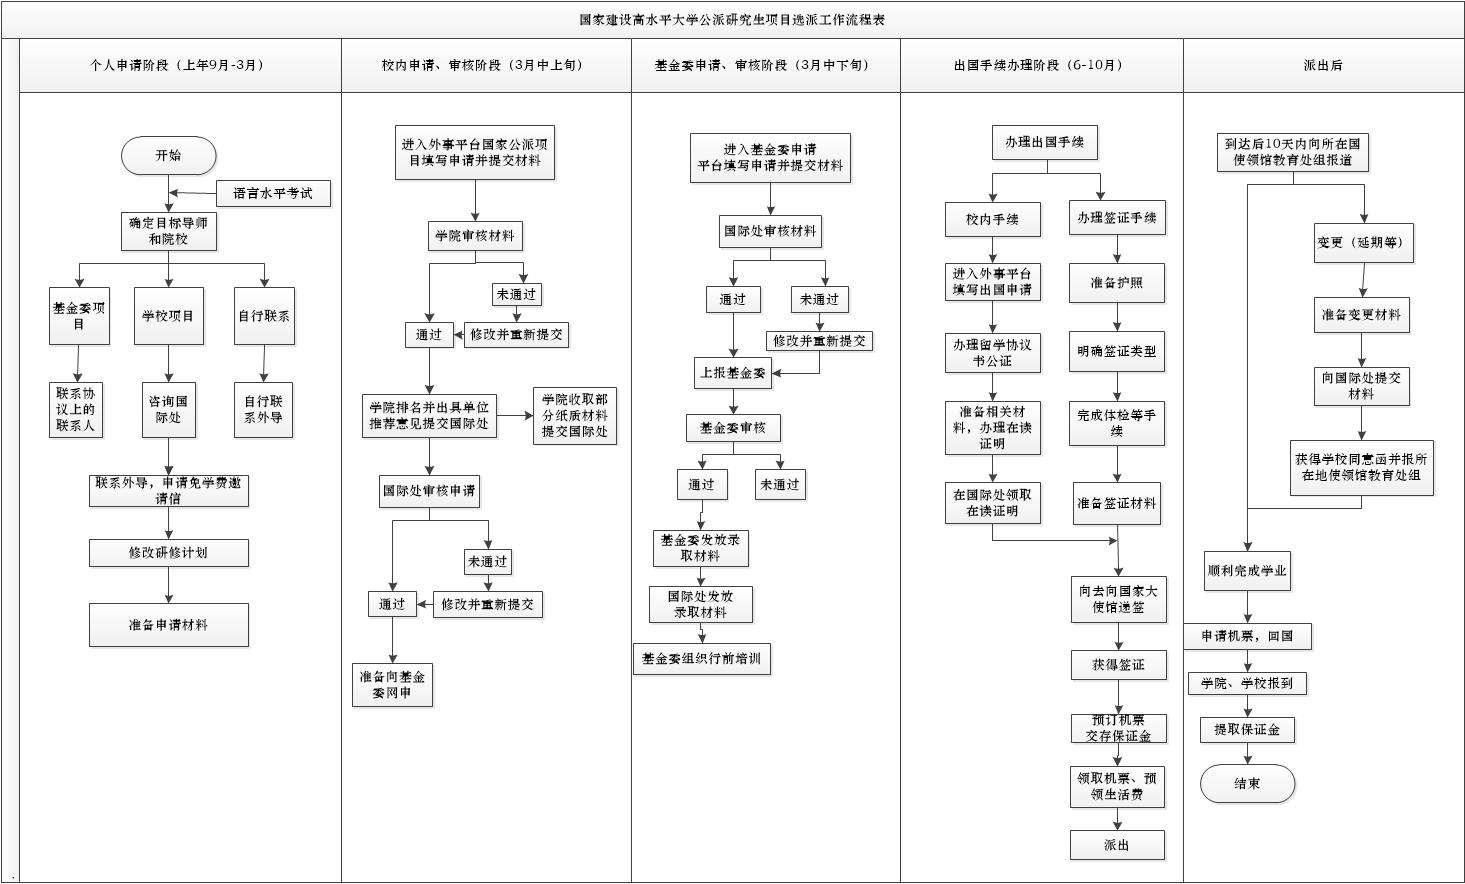 国家建设高水平大学公派研究生项目选派工作流程表
个人申请阶段（上年9月-3月）
校内申请、审核阶段（3月中上旬）
基金委申请、审核阶段（3月中下旬）
出国手续办理阶段（6-10月）
派出后
开始
语言水平考试
确定目标导师
和院校
基金委项
目
学校项目
自行联系
联系协
议上的
联系人
咨询国
际处
自行联
系外导
联系外导，申请免学费邀
请信
修改研修计划
准备申请材料
进入外事平台国家公派项
目填写申请并提交材料
学院审核材料
未通过
通过
修改并重新提交
学院排名并出具单位
推荐意见提交国际处
学院收取部
分纸质材料
提交国际处
国际处审核申请
未通过
通过
修改并重新提交
准备向基金
委网申
进入基金委申请
平台填写申请并提交材料
国际处审核材料
通过
未通过
修改并重新提交
上报基金委
基金委审核
通过
未通过
基金委发放录
取材料
国际处发放
录取材料
基金委组织行前培训
办理出国手续
校内手续
办理签证手续
进入外事平台
填写出国申请
准备护照
办理留学协议
书公证
明确签证类型
准备相关材
料，办理在读
证明
完成体检等手
续
在国际处领取
在读证明
准备签证材料
向去向国家大
使馆递签
获得签证
预订机票
交存保证金
领取机票、预
领生活费
派出
到达后10天内向所在国
使领馆教育处组报道
变更（延期等）
准备变更材料
向国际处提交
材料
获得学校同意函并报所
在地使领馆教育处组
顺利完成学业
申请机票，回国
学院、学校报到
提取保证金
结束